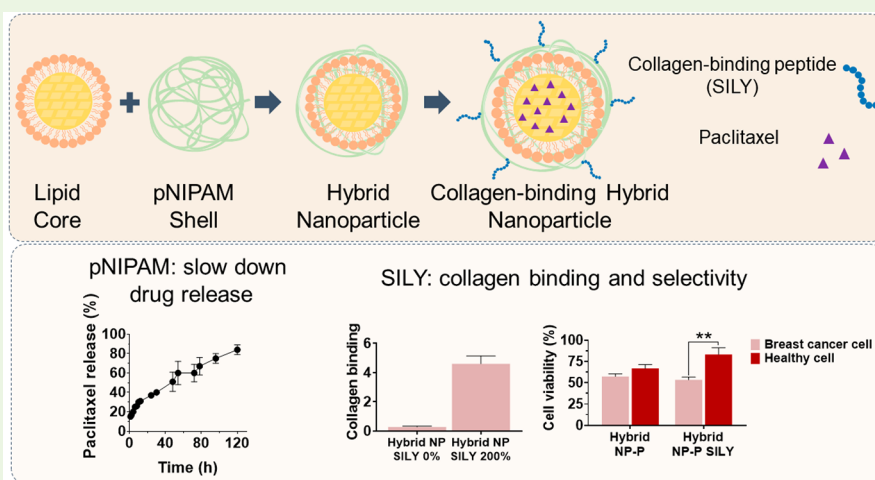 Collagen-binding peptide
(SILY)
Paclitaxel
Lipid
Core
pNIPAM
Shell
Hybrid
Nanoparticle
Collagen-binding Hybrid
Nanoparticle
pNIPAM: slow down
drug release
Paclitaxel release (%)
100
80
60
40
20
0
0 40 80 120
Time (h)
SILY: collagen binding and selectivity
Collagen binding
6
4
2
0
Hybrid NP
SILY 0%
Hybrid NP
SILY 200%
Cell viability (%)
100
75
50
25
0
**
Breast cancer cell
Healthy cell
Hybrid
NP-P
Hybrid
NP-P SILY